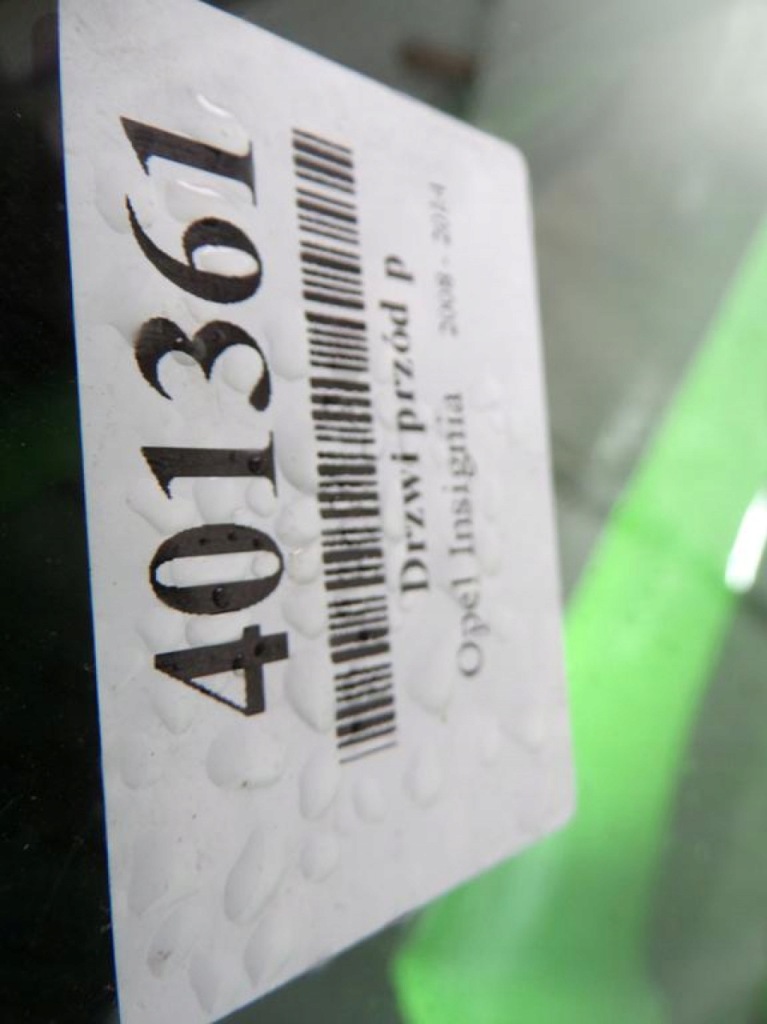 401361
Drzwi przód p
Opel Insignia 2008 - 2014